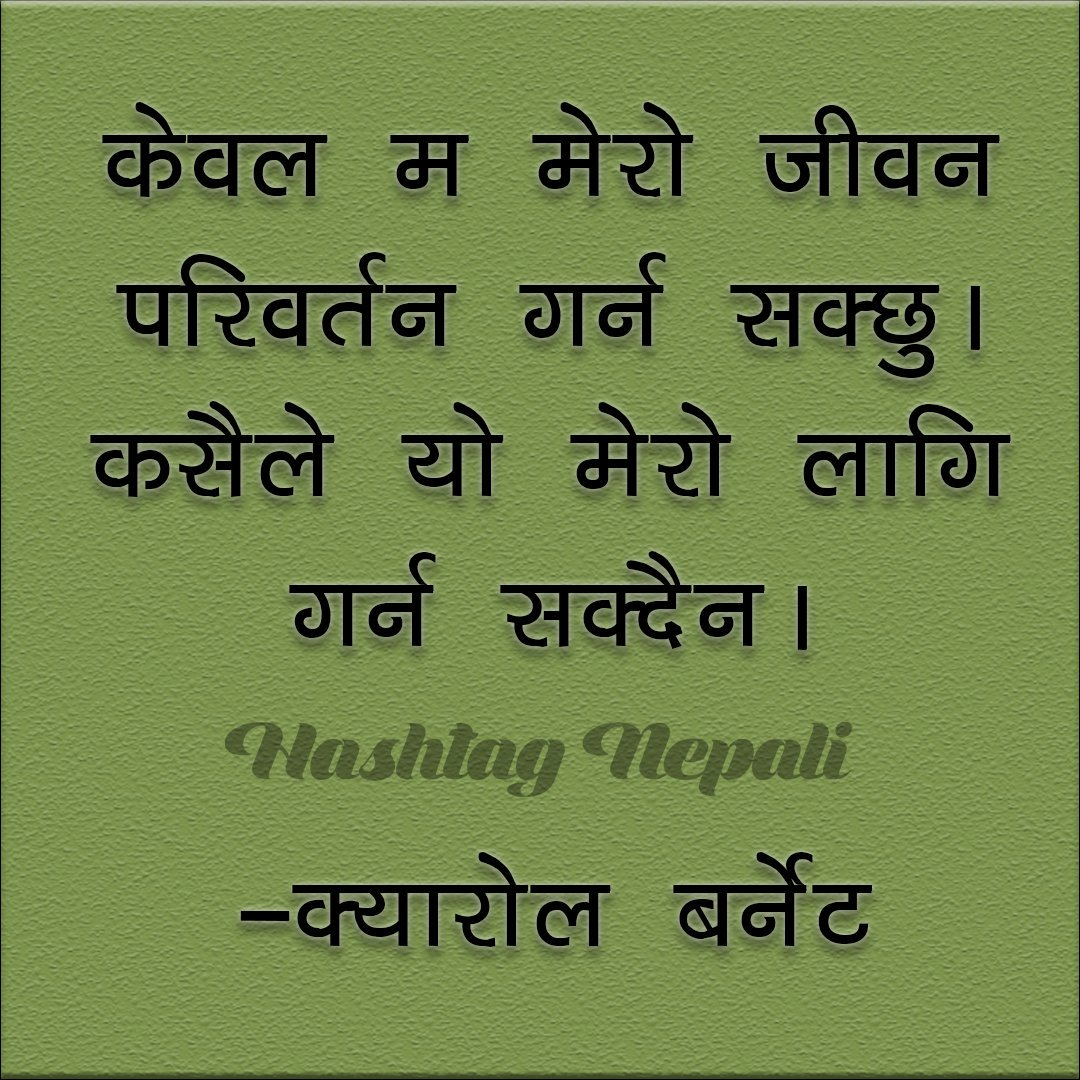 केवल म मेरो जीवन
परिवर्तन गर्न सक्छु।
कसैले यो मेरो लागि
गर्न सक्दैन।
Hashtag Nepali
-क्यारोल बर्नेट